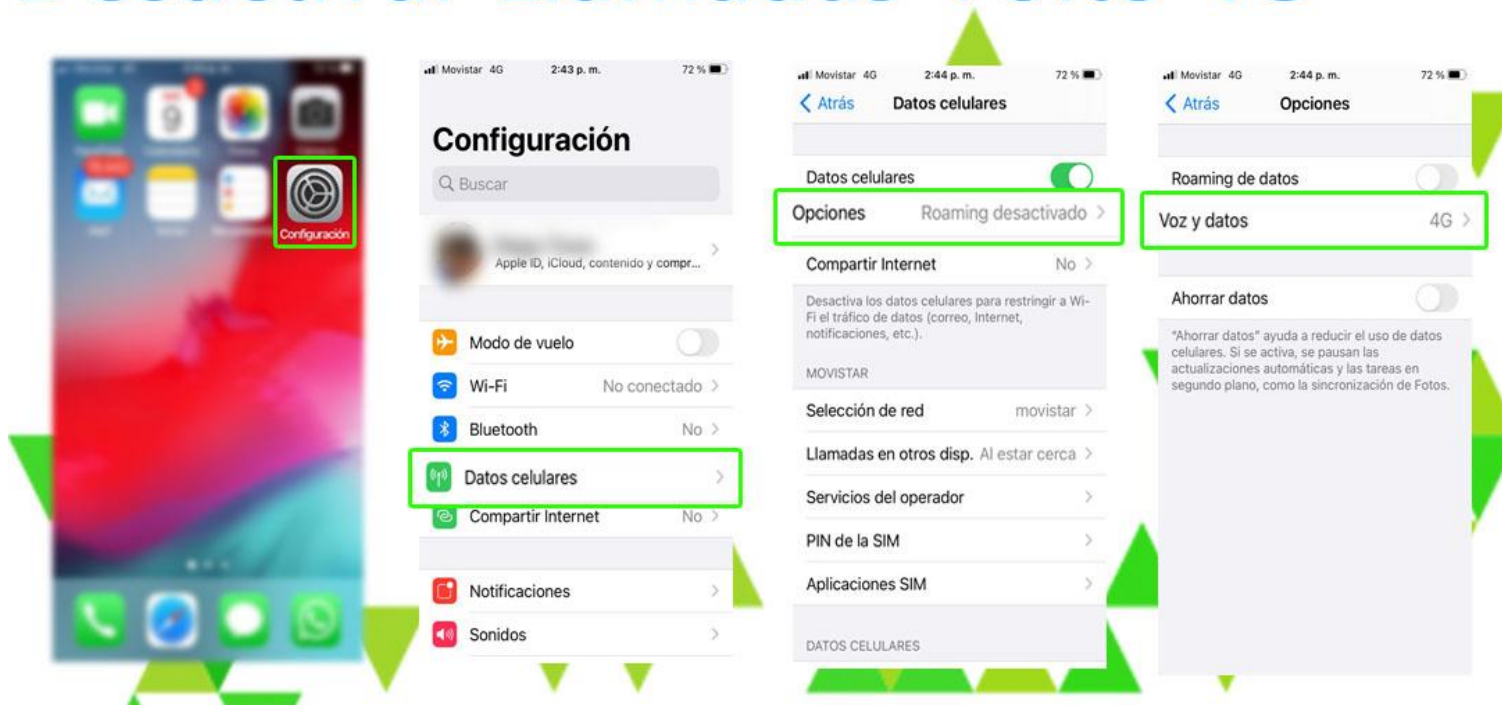 Configuración
Movistar 4G 2:43 p. m. 72 %
Configuración
Buscar
Apple ID, iCloud, contenido y compr...
Modo de vuelo
Wi-Fi No conectado
Bluetooth No
Datos celulares
Compartir Internet No
Notificaciones
Sonidos
Movistar 4G 2:44 p. m. 72 %
Atrás Datos celulares
Datos celulares
Opciones Roaming desactivado
Compartir Internet No
Desactiva los datos celulares para restringir a Wi-
Fi el tráfico de datos (correo, Internet,
notificaciones, etc.).
MOVISTAR
Selección de red movistar
Llamadas en otros disp. Al estar cerca
Servicios del operador
PIN de la SIM
Aplicaciones SIM
DATOS CELULARES
Movistar 4G 2:44 p. m. 72 %
Atrás Opciones
Roaming de datos
Voz y datos 4G
Ahorrar datos
"Ahorrar datos" ayuda a reducir el uso de datos
celulares. Si se activa, se pausan las
actualizaciones automáticas y las tareas en
segundo plano, como la sincronización de Fotos.